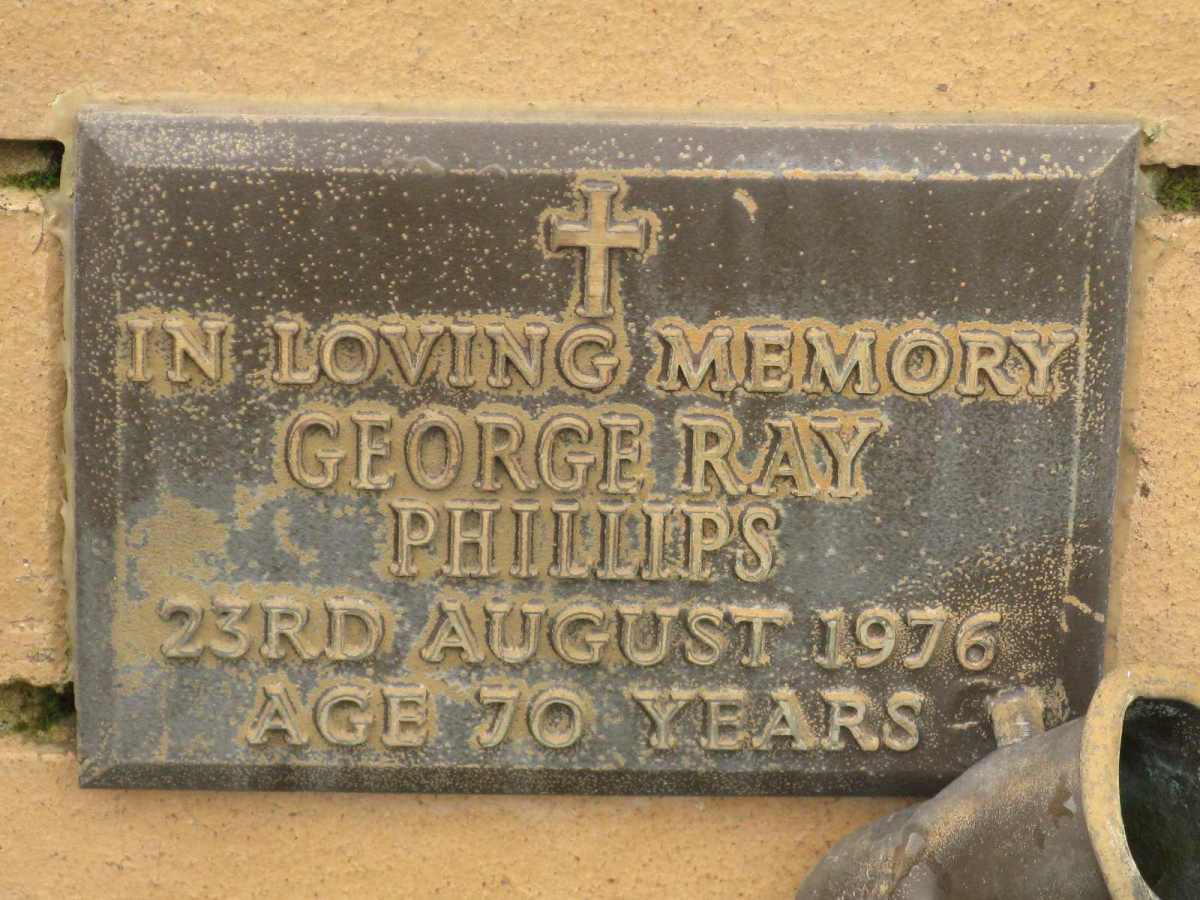 IN LOVING MEMORY
GEORGE RAY
PHILLIPS
23RD AUGUST 1976
AGE 70 YEARS